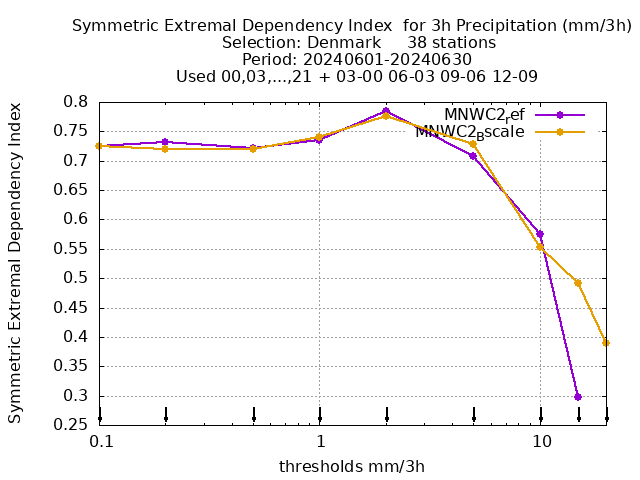 Symmetric Extremal Dependency Index  for 3h Precipitation (mm/3h)
Selection: Denmark     38 stations
Period: 20240601-20240630
Used 00,03,...,21 + 03-00 06-03 09-06 12-09
Symmetric Extremal Dependency Index
0.8
0.75
0.7
0.65
0.6
0.55
0.5
0.45
0.4
0.35
0.3
0.25
MNWC2ref
MNWC2Bscale
0.1
1
10
thresholds mm/3h